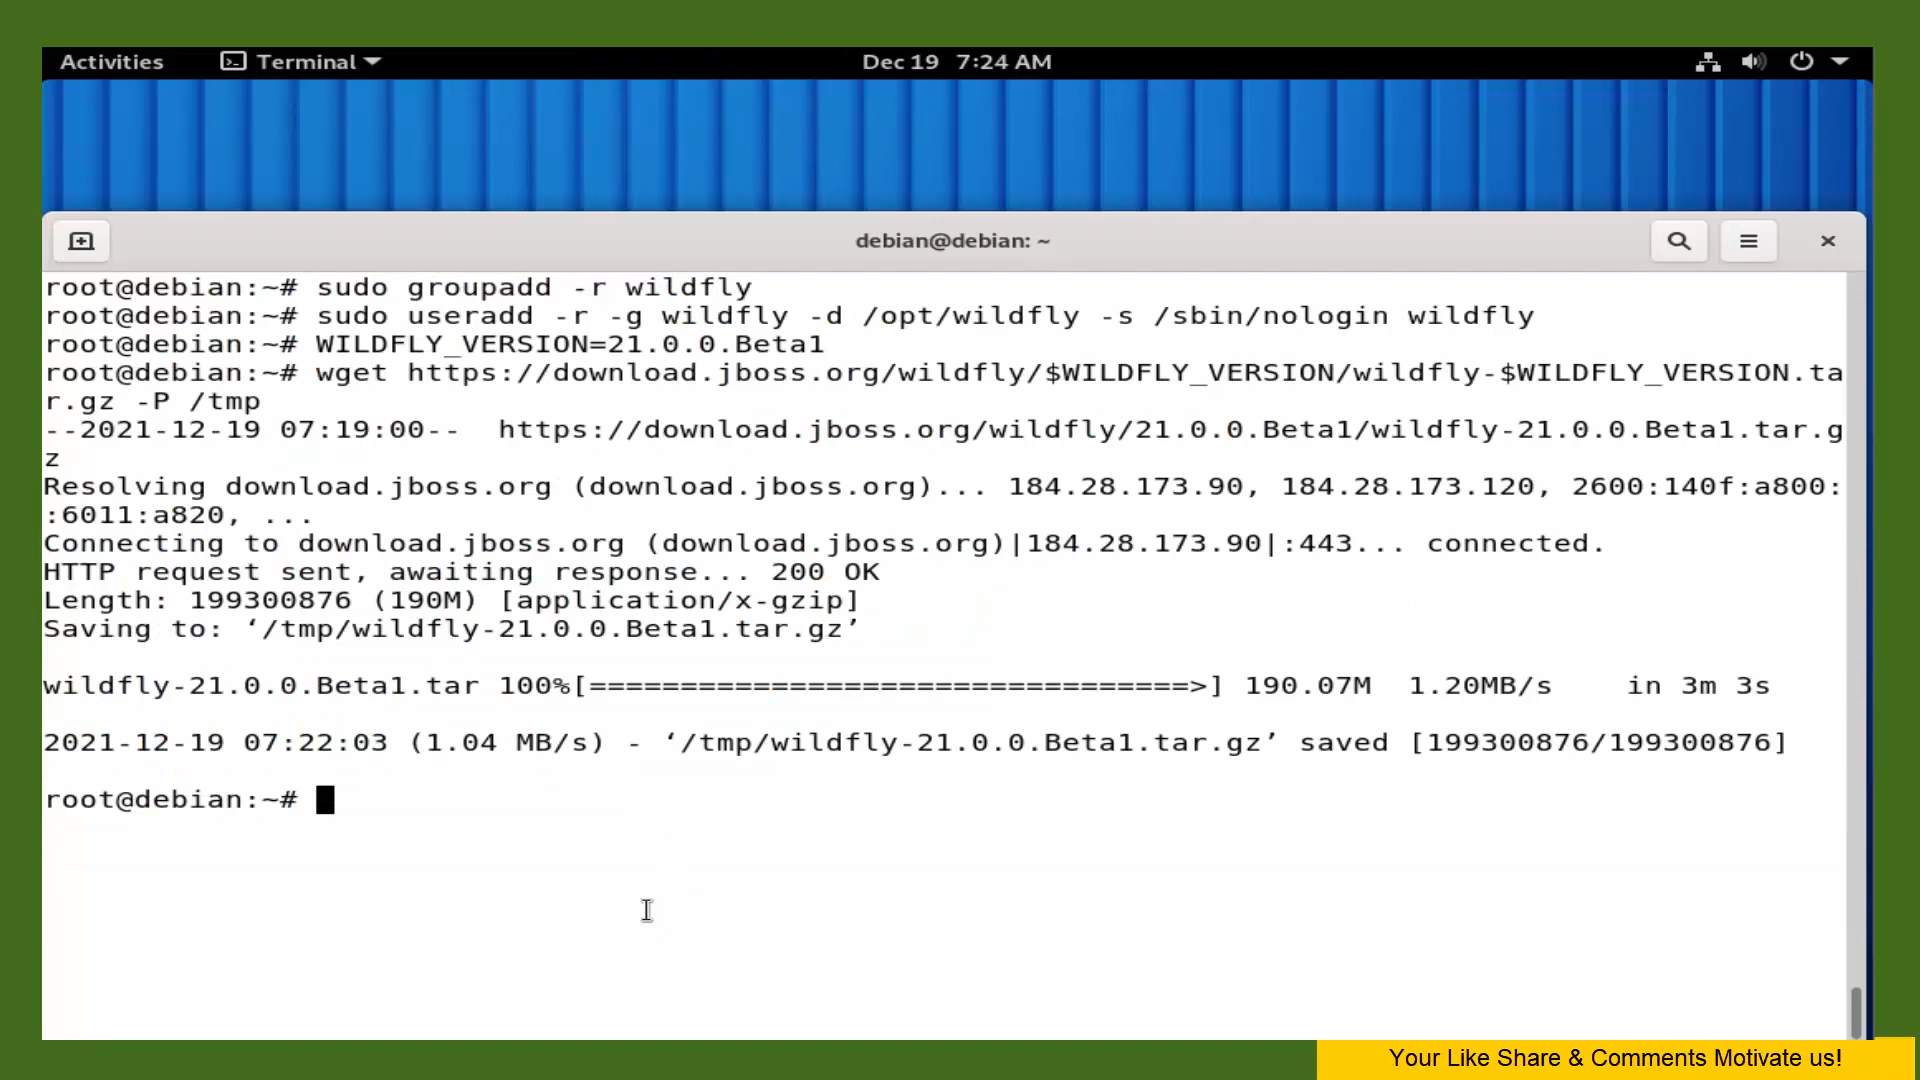 Activities Terminal Dec 19 7:24 AM
debian@debian: ~
root@debian:~# sudo groupadd -r wildfly
root@debian:~# sudo useradd -r -g wildfly -d /opt/wildfly -s /sbin/nologin wildfly
root@debian:~# WILDFLY_VERSION=21.0.0.Beta1
root@debian:~# wget https://download.jboss.org/wildfly/$WILDFLY_VERSION/wildfly-$WILDFLY_VERSION.ta
r.gz -P /tmp
--2021-12-19 07:19:00--  https://download.jboss.org/wildfly/21.0.0.Beta1/wildfly-21.0.0.Beta1.tar.g
z
Resolving download.jboss.org (download.jboss.org)... 184.28.173.90, 184.28.173.120, 2600:140f:a800:
:6011:a820, ...
Connecting to download.jboss.org (download.jboss.org)|184.28.173.90|:443... connected.
HTTP request sent, awaiting response... 200 OK
Length: 199300876 (190M) [application/x-gzip]
Saving to: ‘/tmp/wildfly-21.0.0.Beta1.tar.gz’
wildfly-21.0.0.Beta1.tar 100%[=================================>] 190.07M  1.20MB/s    in 3m 3s
2021-12-19 07:22:03 (1.04 MB/s) - ‘/tmp/wildfly-21.0.0.Beta1.tar.gz’ saved [199300876/199300876]
root@debian:~#
Your Like Share & Comments Motivate us!